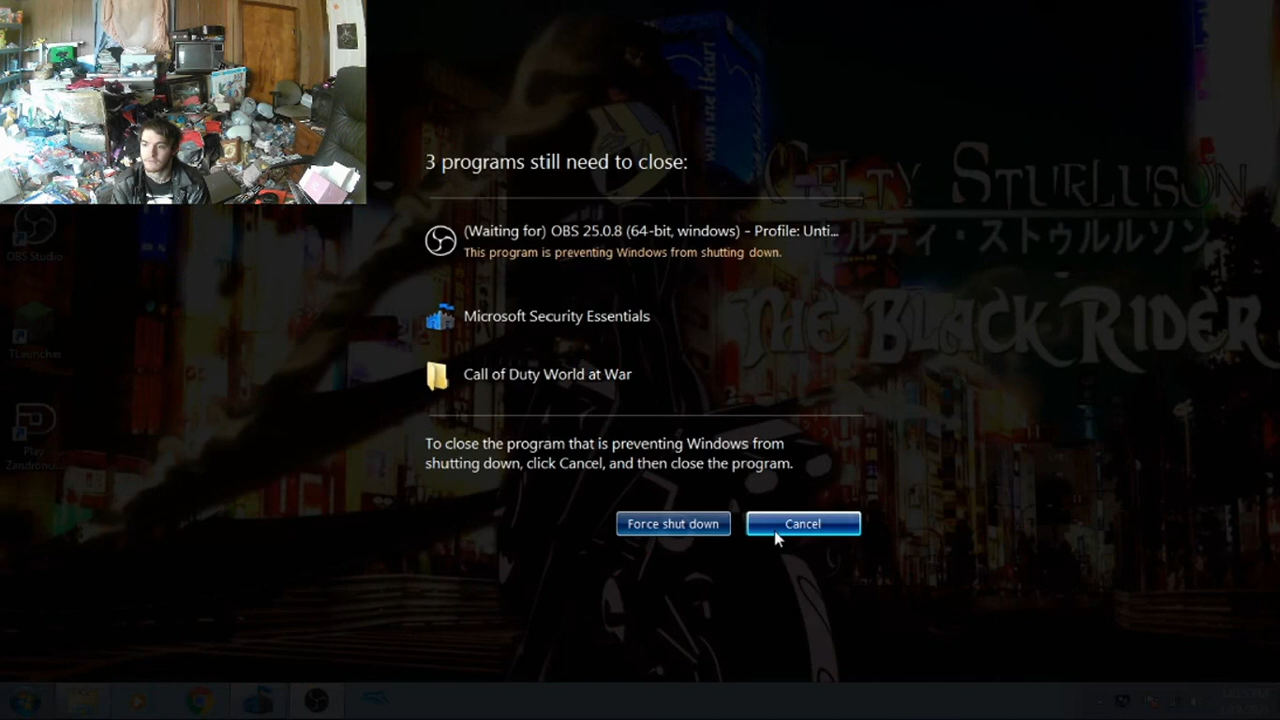 3 programs still need to close:
(Waiting for) OBS 25.0.8 (64-bit, windows) - Profile: Unti...
This program is preventing Windows from shutting down.
Microsoft Security Essentials
Call of Duty World at War
To close the program that is preventing Windows from
shutting down, click Cancel, and then close the program.
Force shut down
Cancel
Celty Sturluson
ルティ・ストゥルルソン
The Black Rider
OBS Studio
TLauncher
Play
Zandronu...